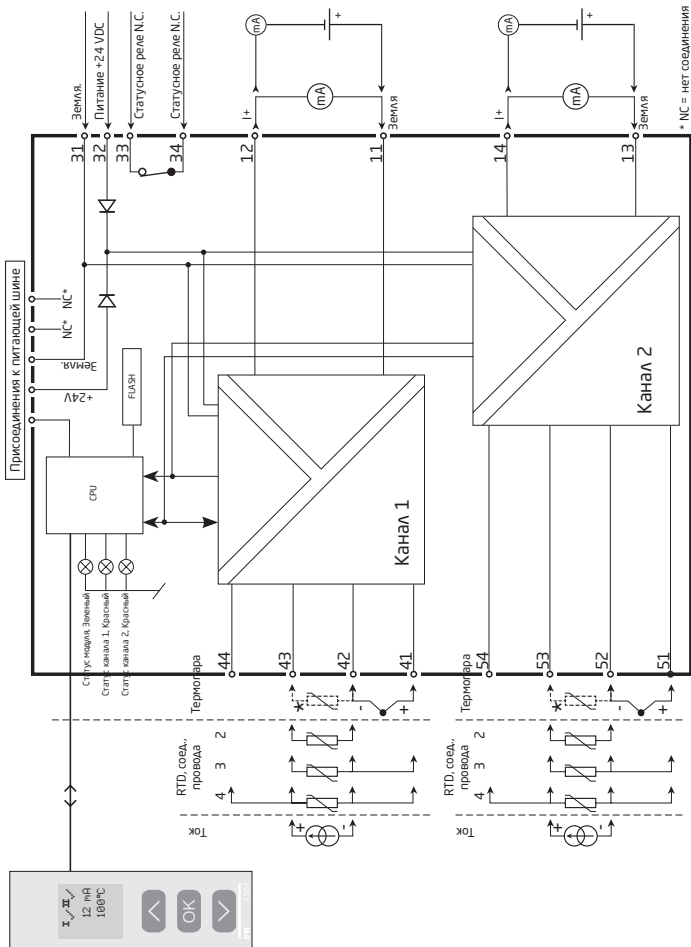 Присоединения к питающей шине
+24V
Земля.
NC*
NC*
31
Земля.
32
Питание +24 VDC
33
Статусное реле N.C.
34
Статусное реле N.C.
12
I+
mA
+
mA
11
Земля
14
I+
mA
+
mA
13
Земля
* NC = нет соединения
CPU
FLASH
Статус модуля, Зеленый
Статус канала 1, Красный
Статус канала 2, Красный
Канал 1
Канал 2
44
43
42
41
54
53
52
51
Ток
RTD, соед., провода
4
3
2
Термопара
+
-
*
-
+
Ток
RTD, соед., провода
4
3
2
Термопара
+
-
*
-
+
I II
12 mA
100°C
OK
PR